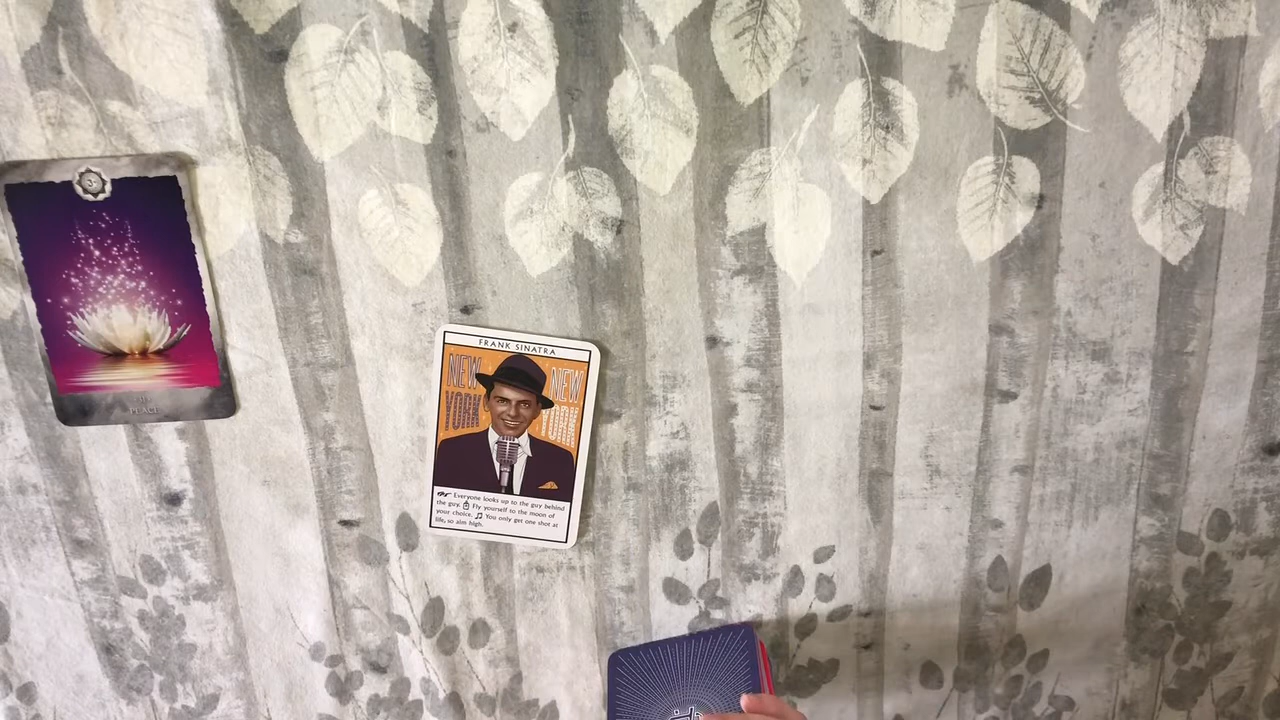 3
PEACE
FRANK SINATRA
NEW YORK
NEW YORK
Everyone looks up to the guy behind
the guy. Fly yourself to the moon of
your choice. You only get one shot at
life, so aim high.